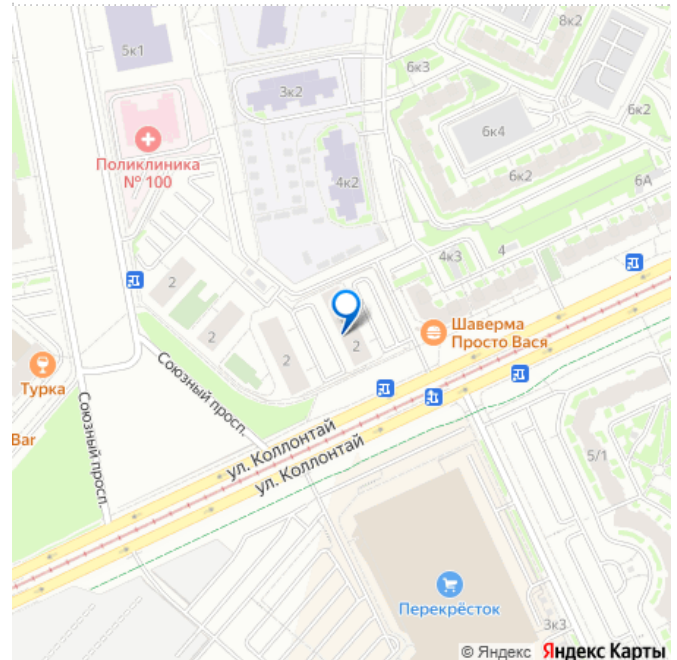 8к2
5к1
6к3
3к2
6к2
6к4
Поликлиника
№ 100
6к2
4к2
6А
4к3
4
2
Шаверма
Просто Вася
2
2
2
Союзный просп.
Турка
Bar
Союзный просп.
ул. Коллонтай
ул. Коллонтай
5/1
Перекрёсток
3к3
© Яндекс Яндекс Карты